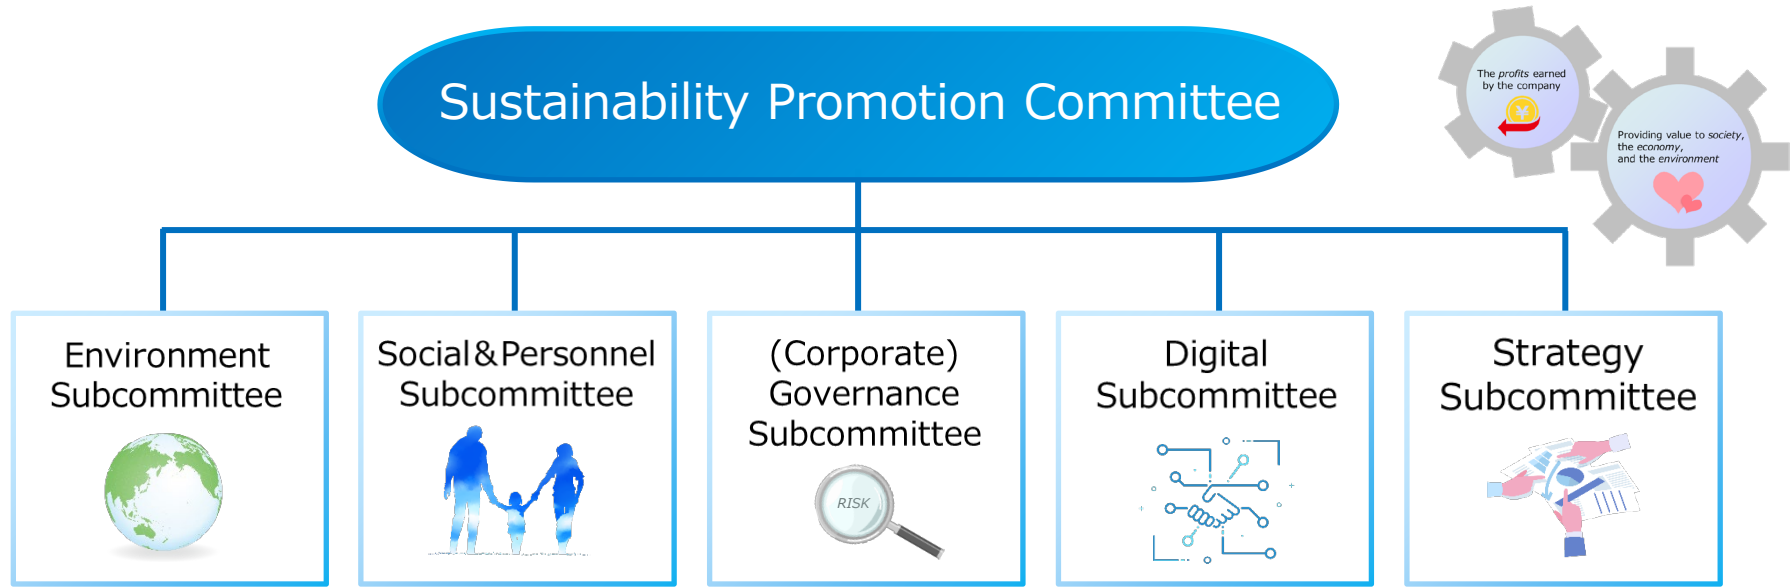 Sustainability Promotion Committee
The profits earned
by the company
¥
Providing value to society,
the economy,
and the environment
Environment
Subcommittee
Social&Personnel
Subcommittee
(Corporate)
Governance
Subcommittee
RISK
Digital
Subcommittee
Strategy
Subcommittee